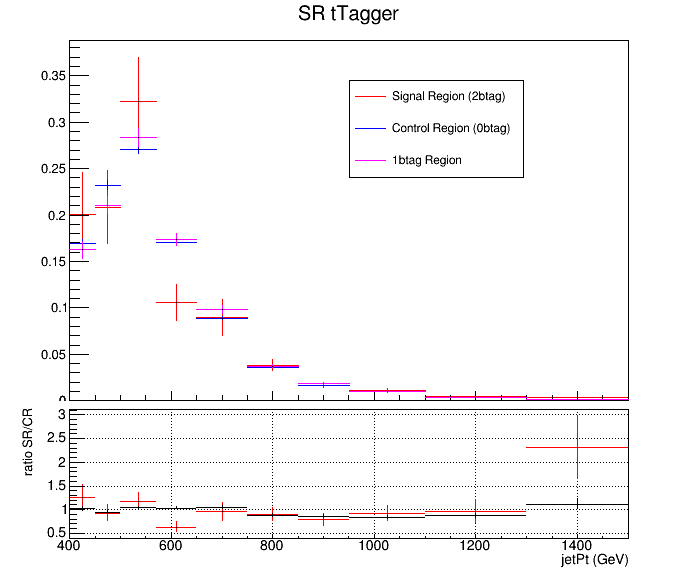 SR tTagger
0.35
0.3
0.25
0.2
0.15
0.1
0.05
0
Signal Region (2btag)
Control Region (0btag)
1btag Region
ratio SR/CR
3
2.5
2
1.5
1
0.5
400 600 800 1000 1200 1400
jetPt (GeV)